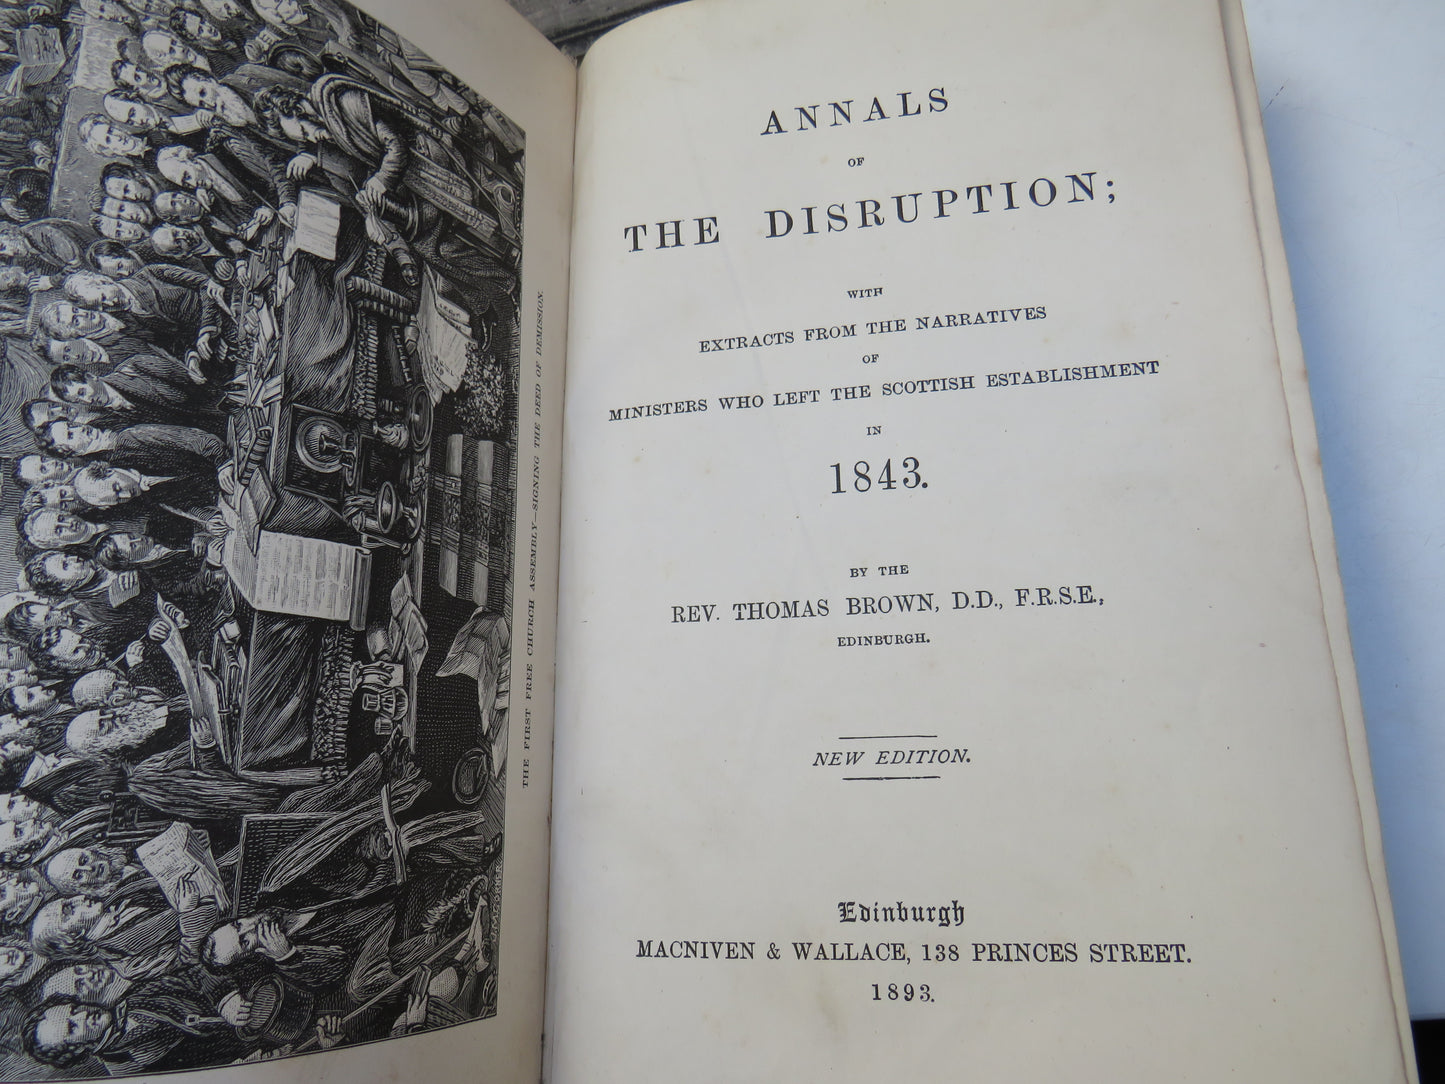 THE FIRST FREE CHURCH ASSEMBLY—SIGNING THE DEED OF DEMISSION.
ANNALS
OF
THE DISRUPTION;
WITH
EXTRACTS FROM THE NARRATIVES
OF
MINISTERS WHO LEFT THE SCOTTISH ESTABLISHMENT
IN
1843.
BY THE
REV. THOMAS BROWN, D.D., F.R.S.E.,
EDINBURGH.
NEW EDITION.
Edinburgh
MACNIVEN & WALLACE, 138 PRINCES STREET.
1893.